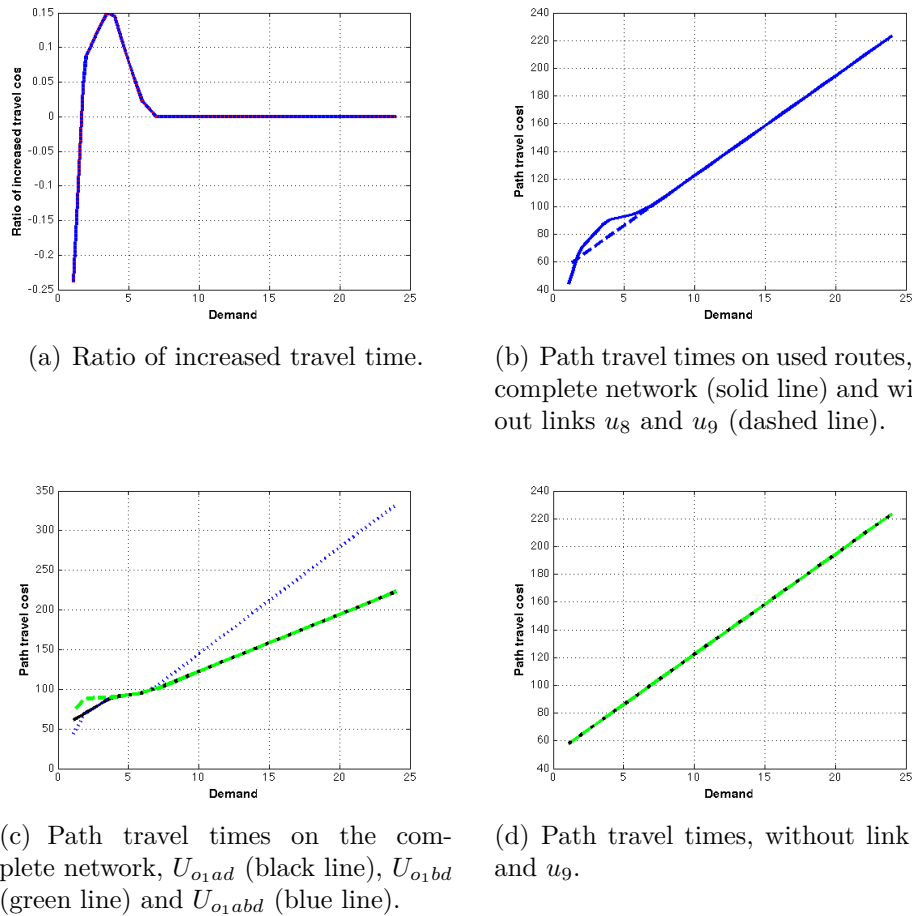 0.15
0.1
0.05
0
-0.05
-0.1
-0.15
-0.2
-0.25
0 5 10 15 20 25
Ratio of increased travel cos
Demand
(a) Ratio of increased travel time.
240
220
200
180
160
140
120
100
80
60
40
0 5 10 15 20 25
Path travel cost
Demand
(b) Path travel times on used routes,
complete network (solid line) and wi
out links u₈ and u₉ (dashed line).
350
300
250
200
150
100
50
0
0 5 10 15 20 25
Path travel cost
Demand
(c) Path travel times on the com-
plete network, U_{o₁ad} (black line), U_{o₁bd}
(green line) and U_{o₁abd} (blue line).
240
220
200
180
160
140
120
100
80
60
40
0 5 10 15 20 25
Path travel cost
Demand
(d) Path travel times, without link
and u₉.